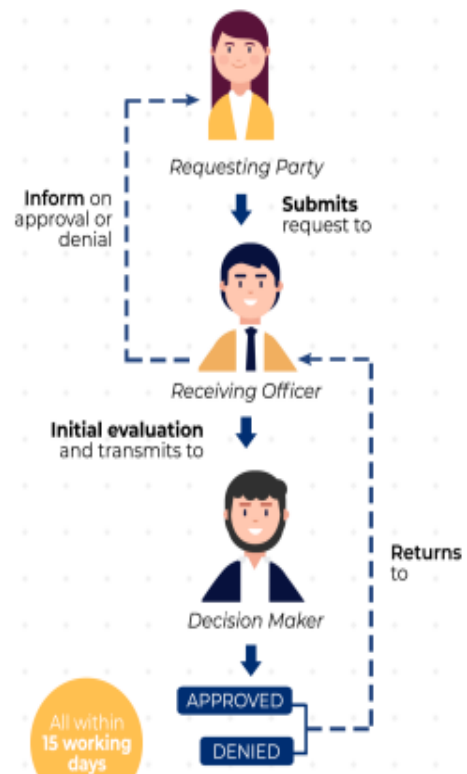 Requesting Party
Submits
request to
Inform on
approval or
denial
Receiving Officer
Initial evaluation
and transmits to
Decision Maker
Returns
to
APPROVED
DENIED
All within
15 working
days